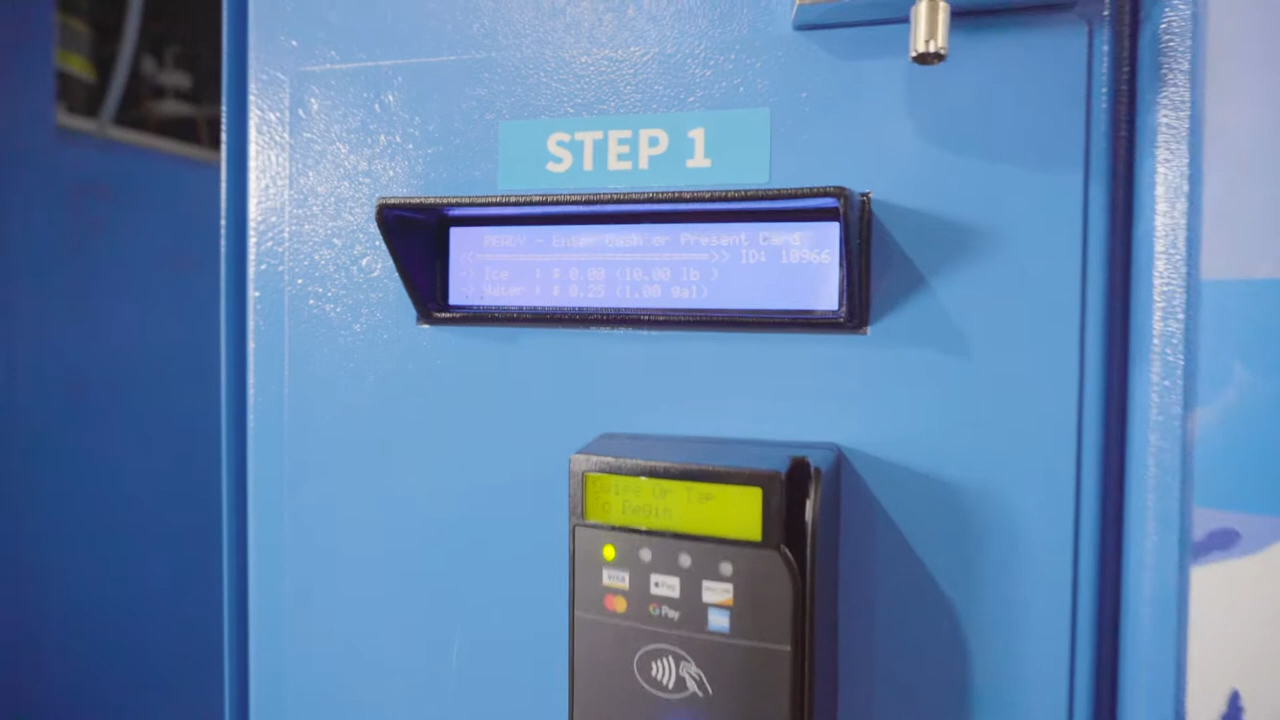 STEP 1
READY - Enter Cash or Present Card
<============================>> ID: 10966
-> Ice : $ 0.00 (10.00 lb )
-> Water : $ 0.25 (1.00 gal)
Swipe Or Tap
To Begin
VISA
Pay
G Pay